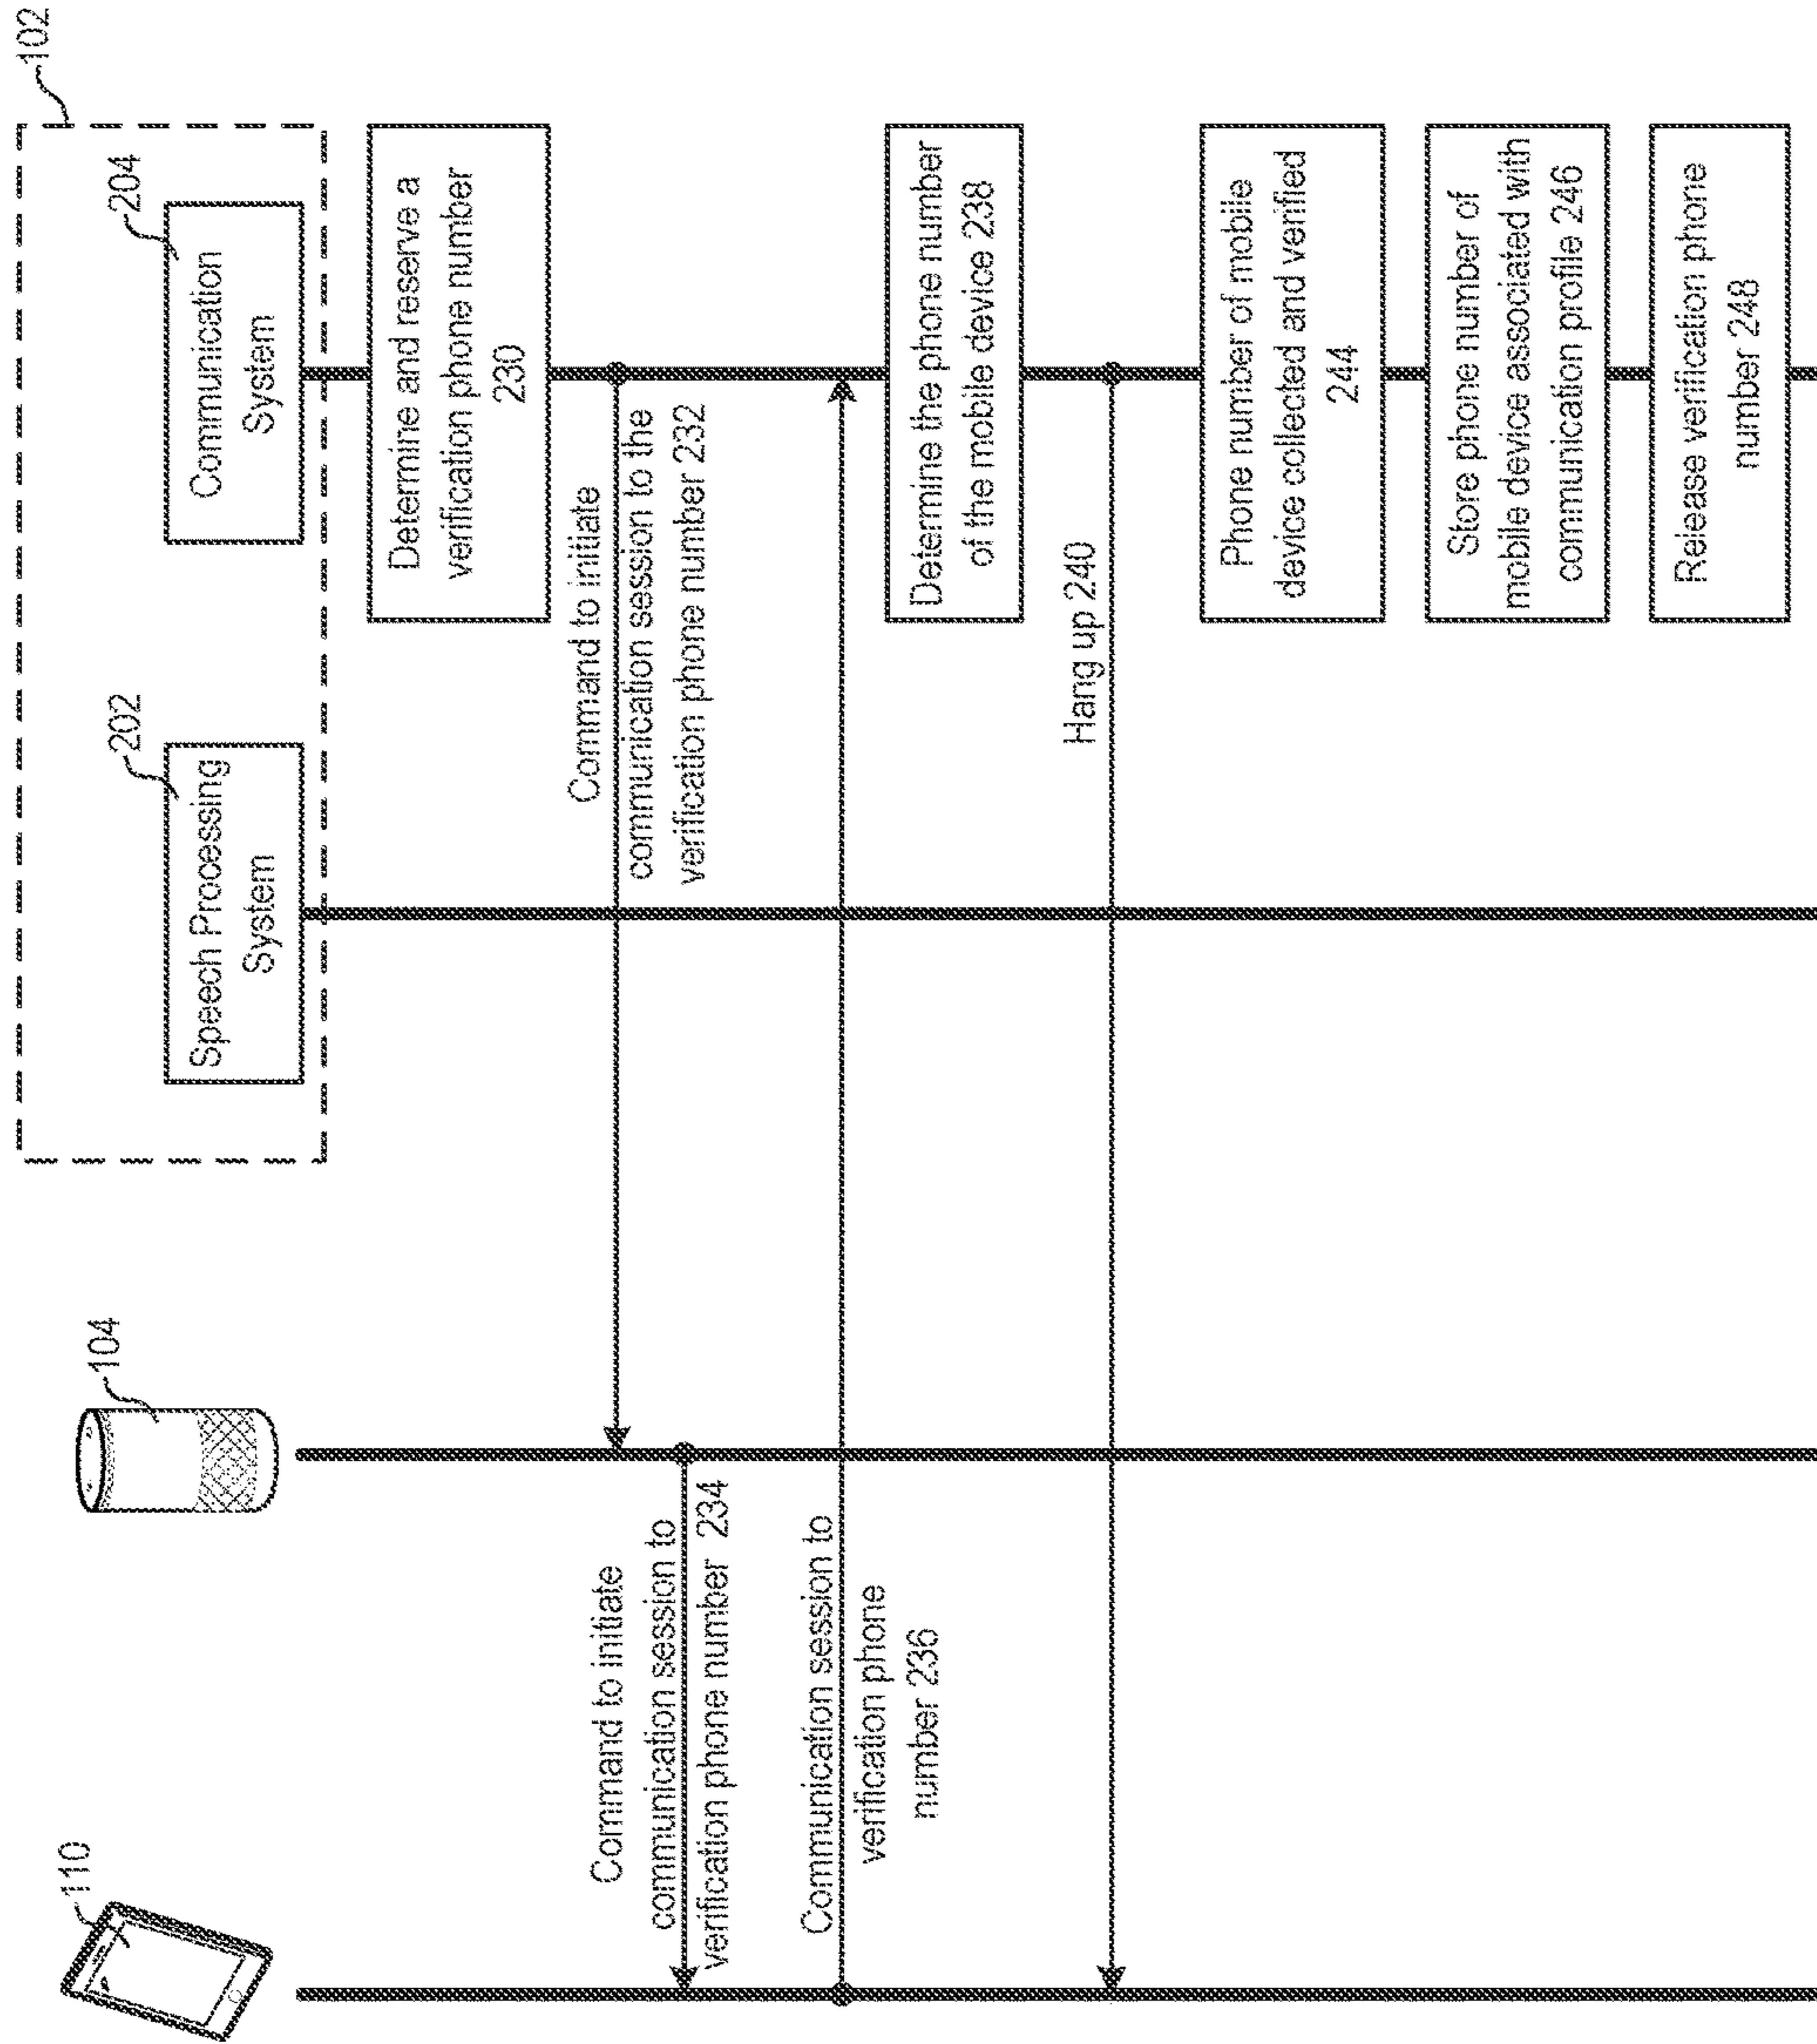 102
110
104
202
204
Speech Processing
System
Communication
System
Determine and reserve a
verification phone number
230
Command to initiate
communication session to the
verification phone number 232
Command to initiate
communication session to
verification phone number 234
Communication session to
verification phone
number 236
Determine the phone number
of the mobile device 238
Hang up 240
Phone number of mobile
device collected and verified
244
Store phone number of
mobile device associated with
communication profile 246
Release verification phone
number 248